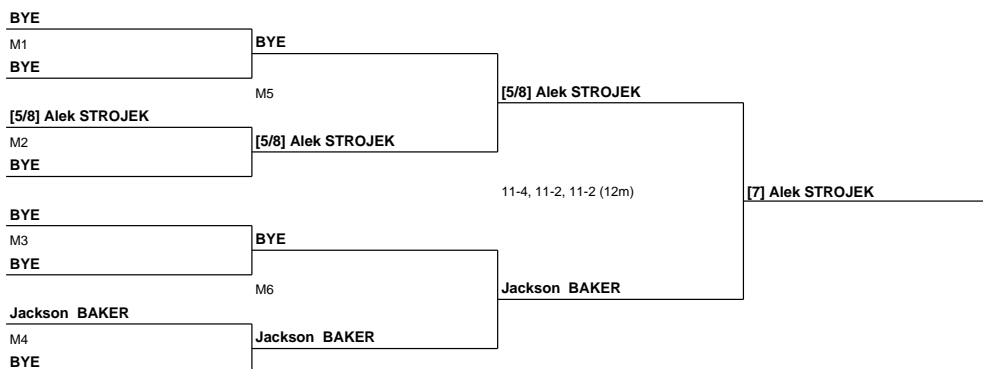 BYE
M1
BYE
BYE
M5
[5/8] Alek STROJEK
[5/8] Alek STROJEK
M2
[5/8] Alek STROJEK
BYE
11-4, 11-2, 11-2 (12m)
[7] Alek STROJEK
BYE
M3
BYE
BYE
M6
Jackson BAKER
Jackson BAKER
M4
Jackson BAKER
BYE